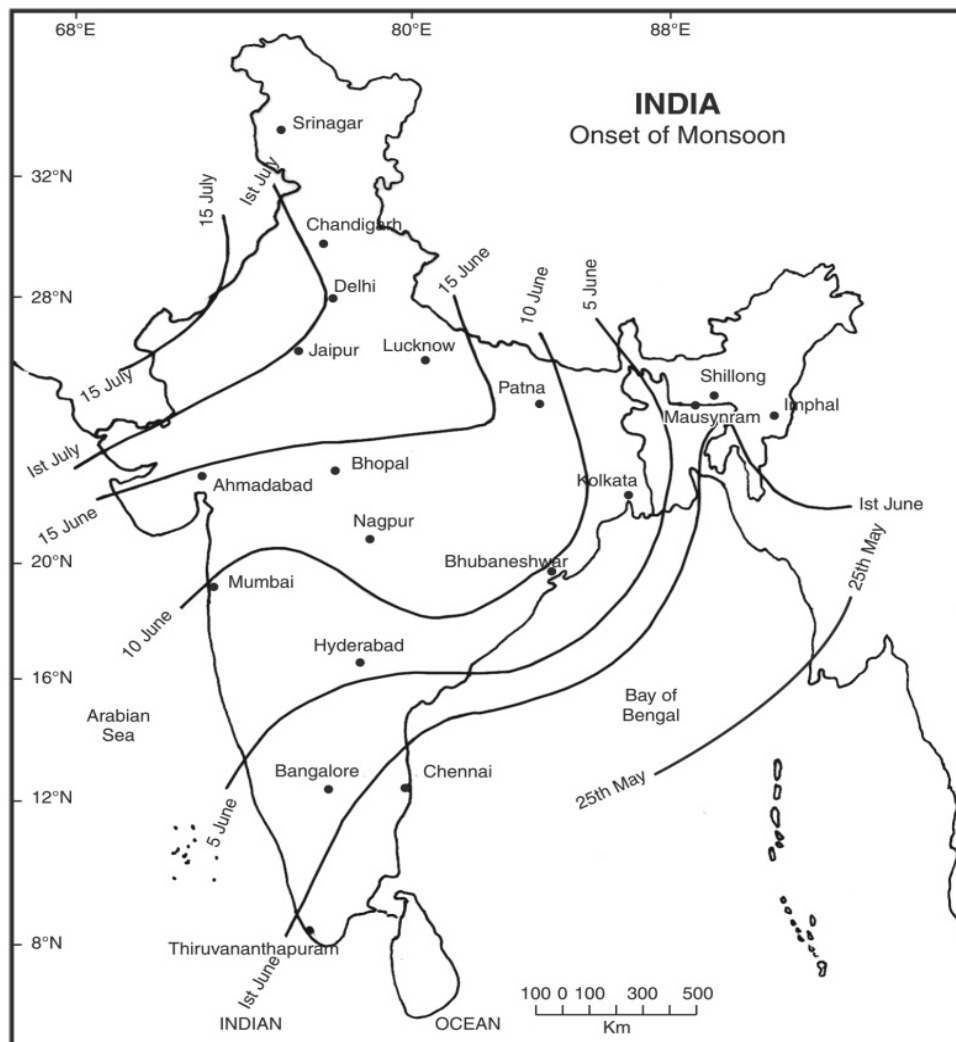 68°E
80°E
88°E
INDIA
Onset of Monsoon
Srinagar
32°N
15 July
Ist July
Chandigarh
15 June
10 June
5 June
28°N
Delhi
Jaipur
Lucknow
15 July
Patna
Shillong
Mausynram
Imphal
Ist July
Bhopal
Ahmadabad
Kolkata
15 June
Ist June
Nagpur
20°N
Bhubaneshwar
25th May
Mumbai
10 June
Hyderabad
16°N
Arabian
Sea
Bay of
Bengal
Bangalore
Chennai
12°N
25th May
5 June
8°N
Thiruvananthapuram
Ist June
100 0 100 300 500
Km
INDIAN
OCEAN